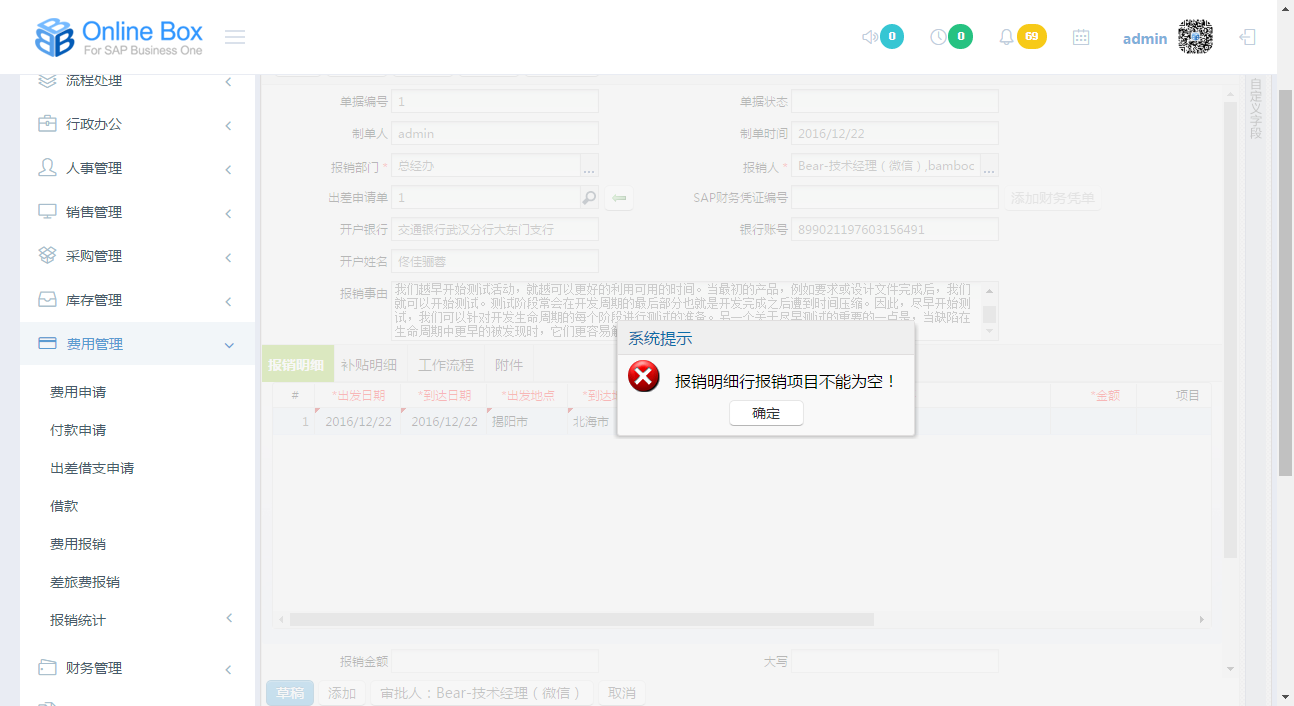 Online Box
For SAP Business One
0
0
69
admin
流程处理
行政办公
人事管理
销售管理
采购管理
库存管理
费用管理
费用申请
付款申请
出差借支申请
借款
费用报销
差旅费报销
报销统计
财务管理
自定义字段
单据编号 1
单据状态
制单人 admin
制单时间 2016/12/22
报销部门* 总经办 ...
报销人* Bear-技术经理（微信）,bamboc ...
出差申请单 1
SAP财务凭证编号
添加财务凭单
开户银行 交通银行武汉分行大东门支行
银行账号 899021197603156491
开户姓名 佟佳骊蓉
报销事由
我们越早开始测试活动，就越可以更好的利用可用的时间。当最初的产品，例如要求或设计文件完成后，我们
就可以开始测试。测试阶段常会在开发周期的最后部分也就是开发完成之后遭到时间压缩。因此，尽早开始测
试，我们可以针对开发生命周期的每个阶段进行测试的准备。另一个关于尽早测试的重要的一点是，当缺陷在
生命周期中更早的被发现时，它们更容易
系统提示
报销明细行报销项目不能为空！
确定
报销明细 补贴明细 工作流程 附件
# *出发日期 *到达日期 *出发地点 *到达 *金额 项目
1 2016/12/22 2016/12/22 揭阳市 北海市
报销金额
大写
草稿 添加 审批人：Bear-技术经理（微信） 取消